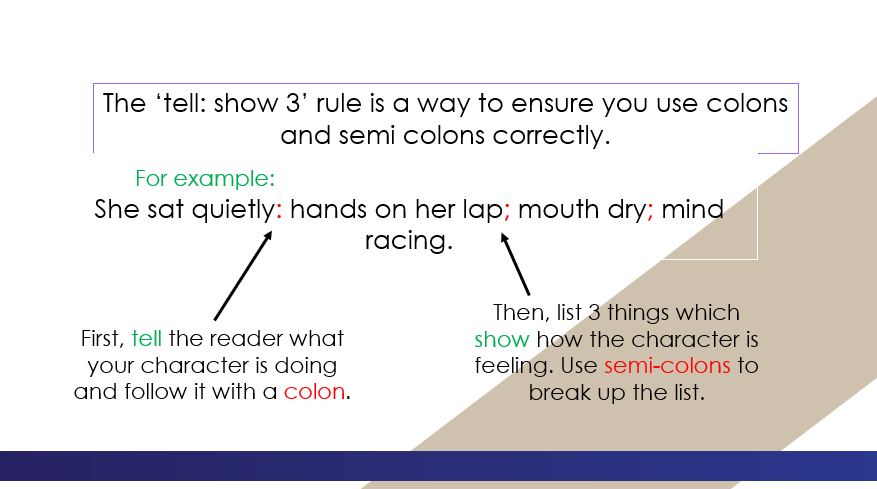 The ‘tell: show 3’ rule is a way to ensure you use colons
and semi colons correctly.
For example:
She sat quietly: hands on her lap; mouth dry; mind
racing.
First, tell the reader what
your character is doing
and follow it with a colon.
Then, list 3 things which
show how the character is
feeling. Use semi-colons to
break up the list.